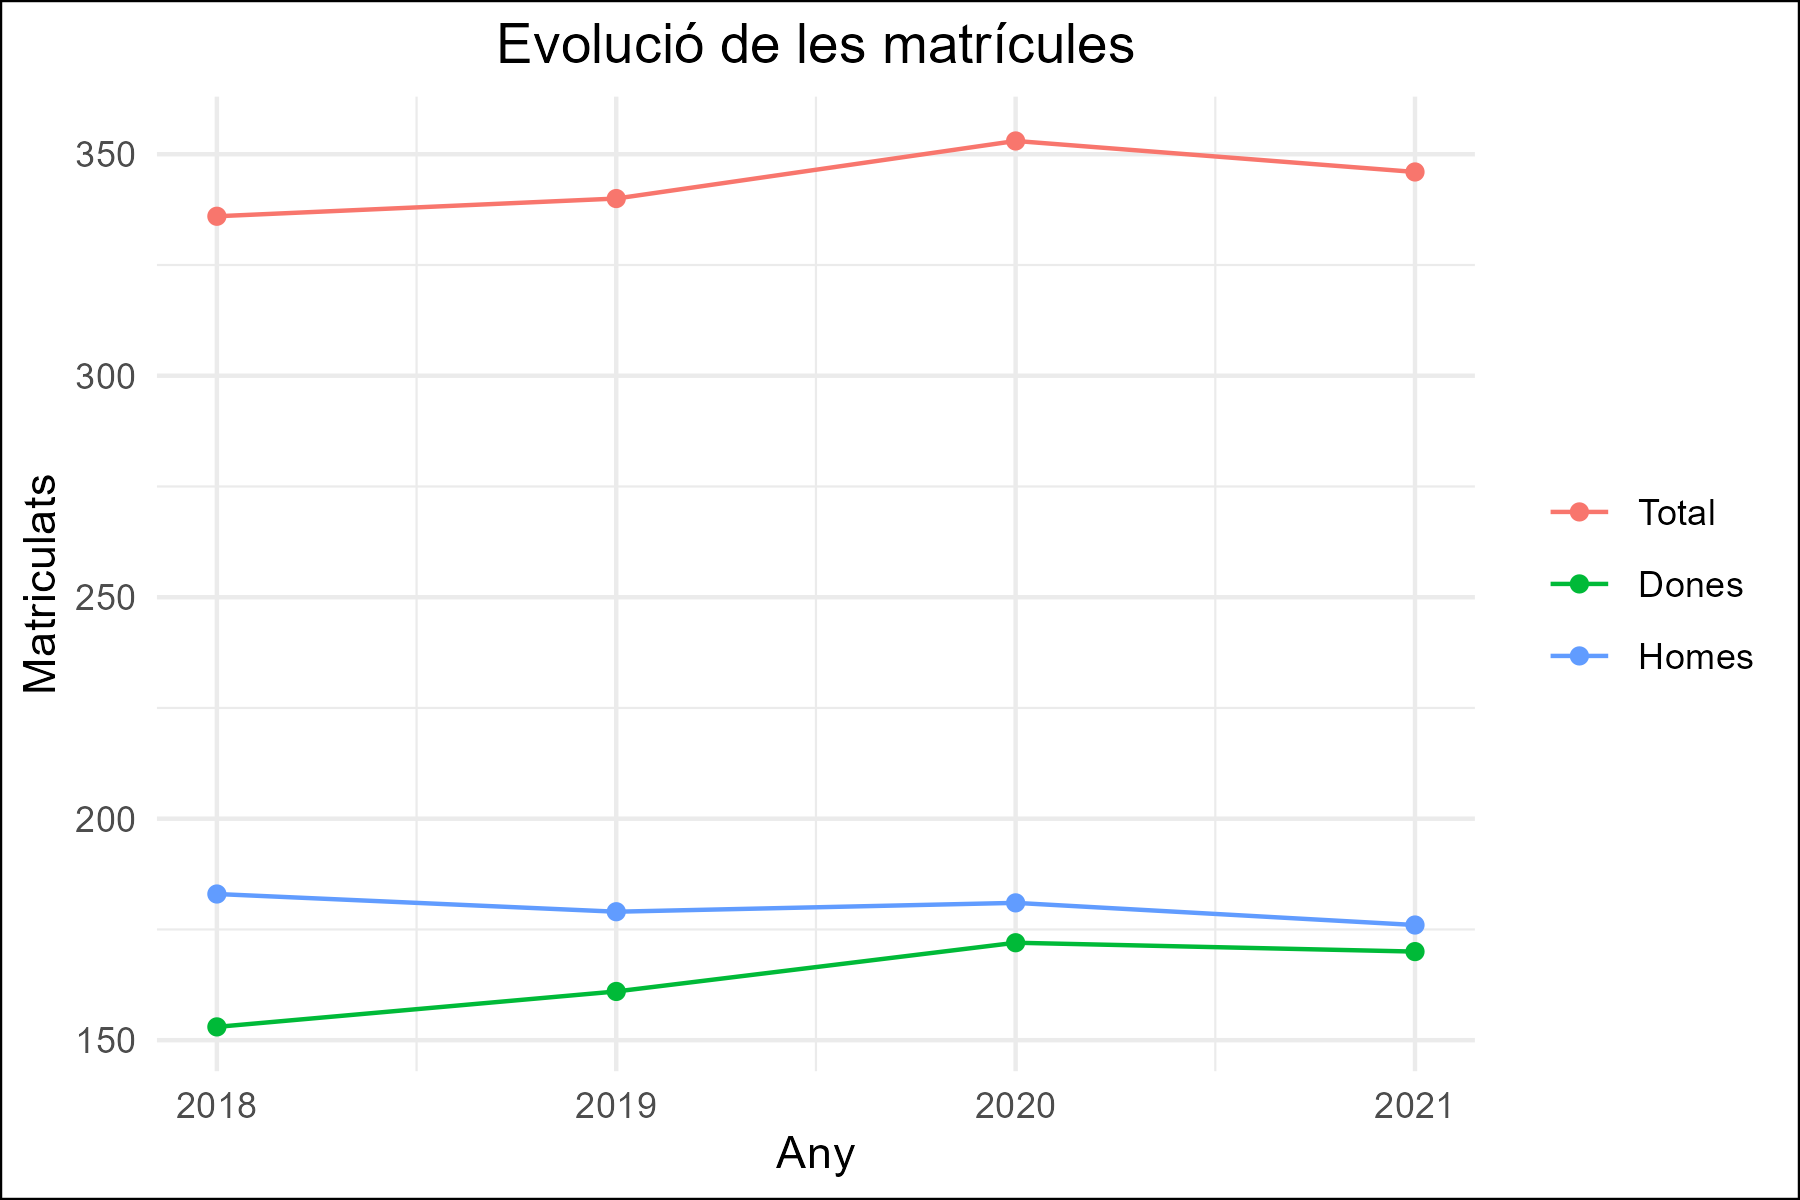 Evolució de les matrícules
350
300
250
200
150
Matriculats
2018
2019
2020
2021
Any
Total
Dones
Homes